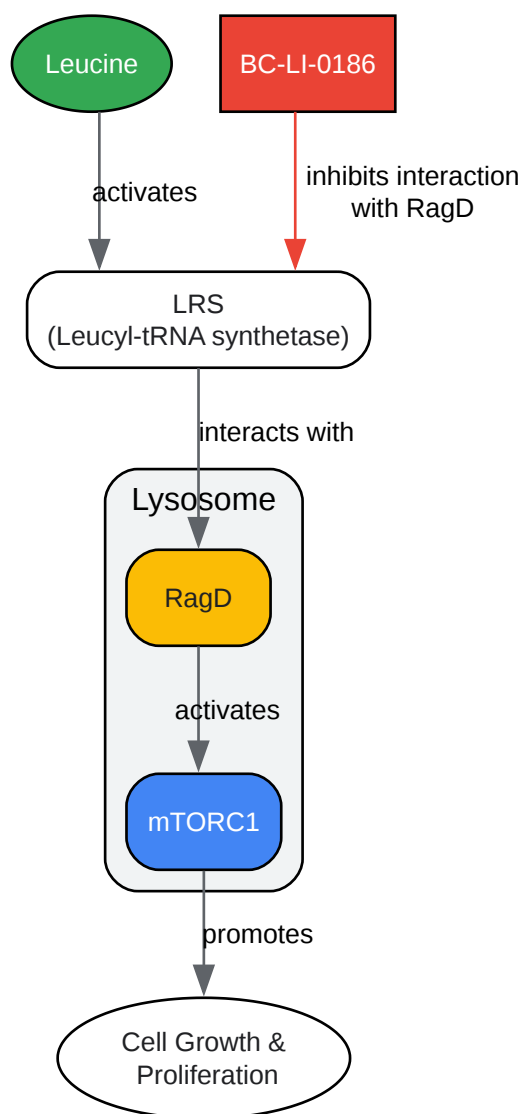 Leucine
BC-LI-0186
activates
inhibits interaction
with RagD
LRS
(Leucyl-tRNA synthetase)
interacts with
Lysosome
RagD
activates
mTORC1
promotes
Cell Growth &
Proliferation